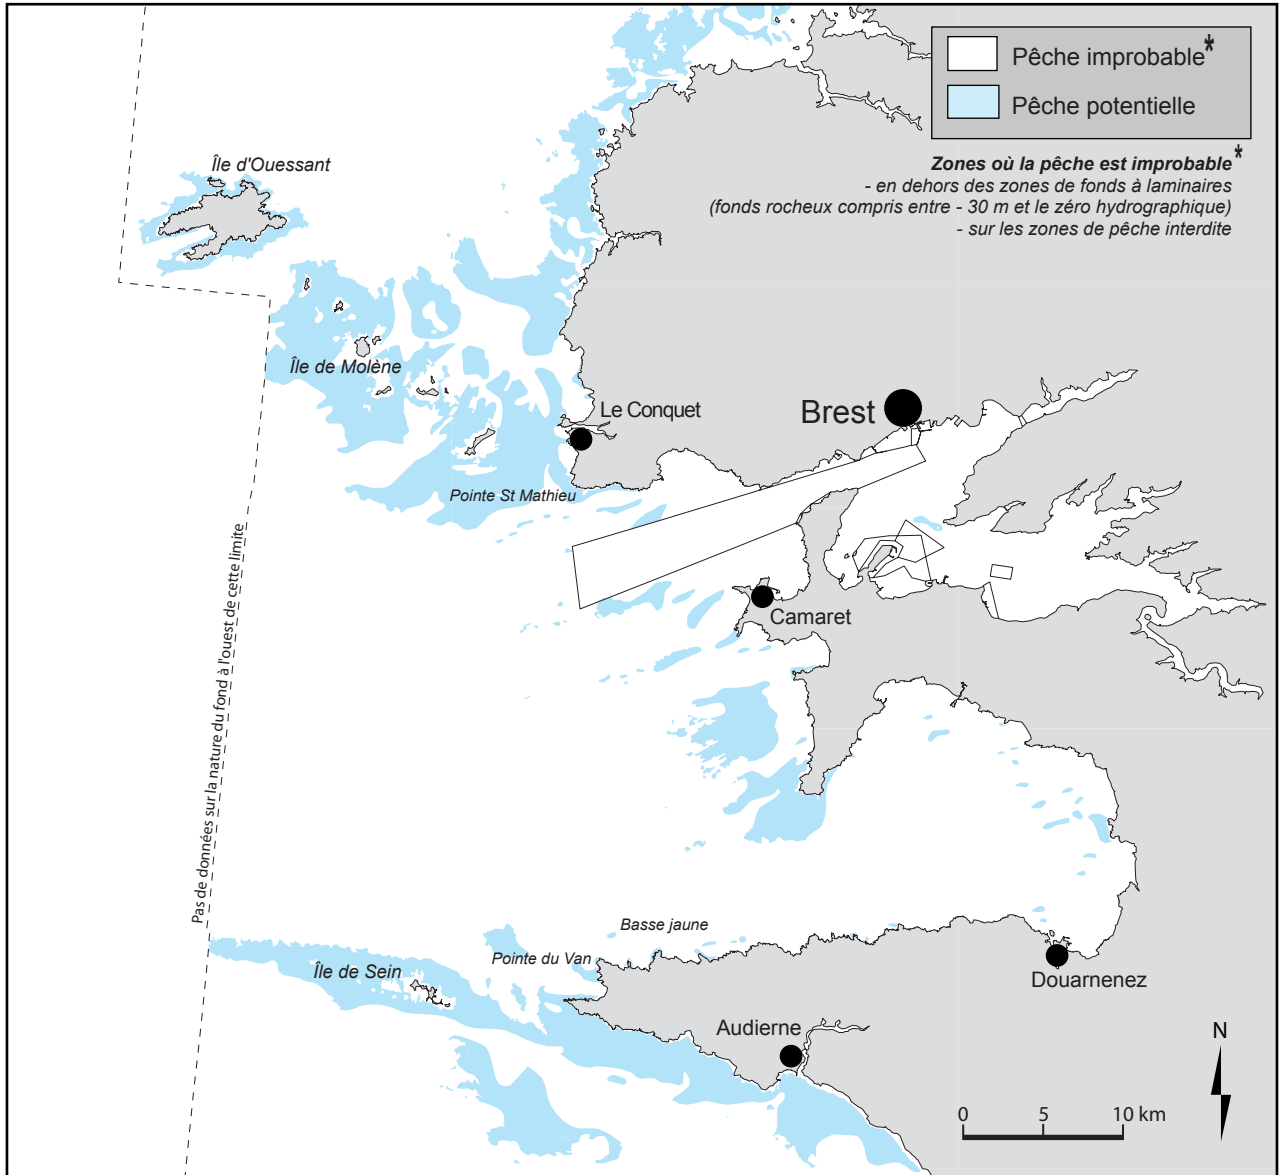 Pêche improbable*
Pêche potentielle
Zones où la pêche est improbable*
- en dehors des zones de fonds à laminaires
(fonds rocheux compris entre - 30 m et le zéro hydrographique)
- sur les zones de pêche interdite
Île d'Ouessant
Île de Molène
Le Conquet
Brest
Pointe St Mathieu
Camaret
Pas de données sur la nature du fond à l'ouest de cette limite
Basse jaune
Pointe du Van
Île de Sein
Douarnenez
Audierne
N
0 5 10 km